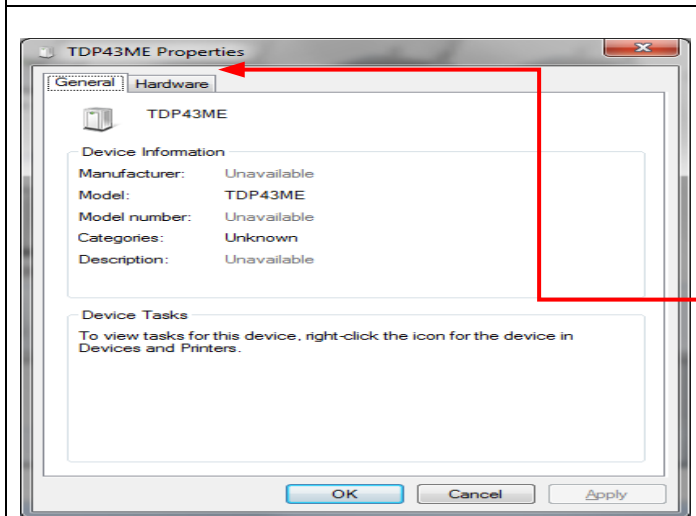 TDP43ME Properties
General Hardware
TDP43ME
Device Information
Manufacturer: Unavailable
Model: TDP43ME
Model number: Unavailable
Categories: Unknown
Description: Unavailable
Device Tasks
To view tasks for this device, right-click the icon for the device in
Devices and Printers.
OK Cancel Apply